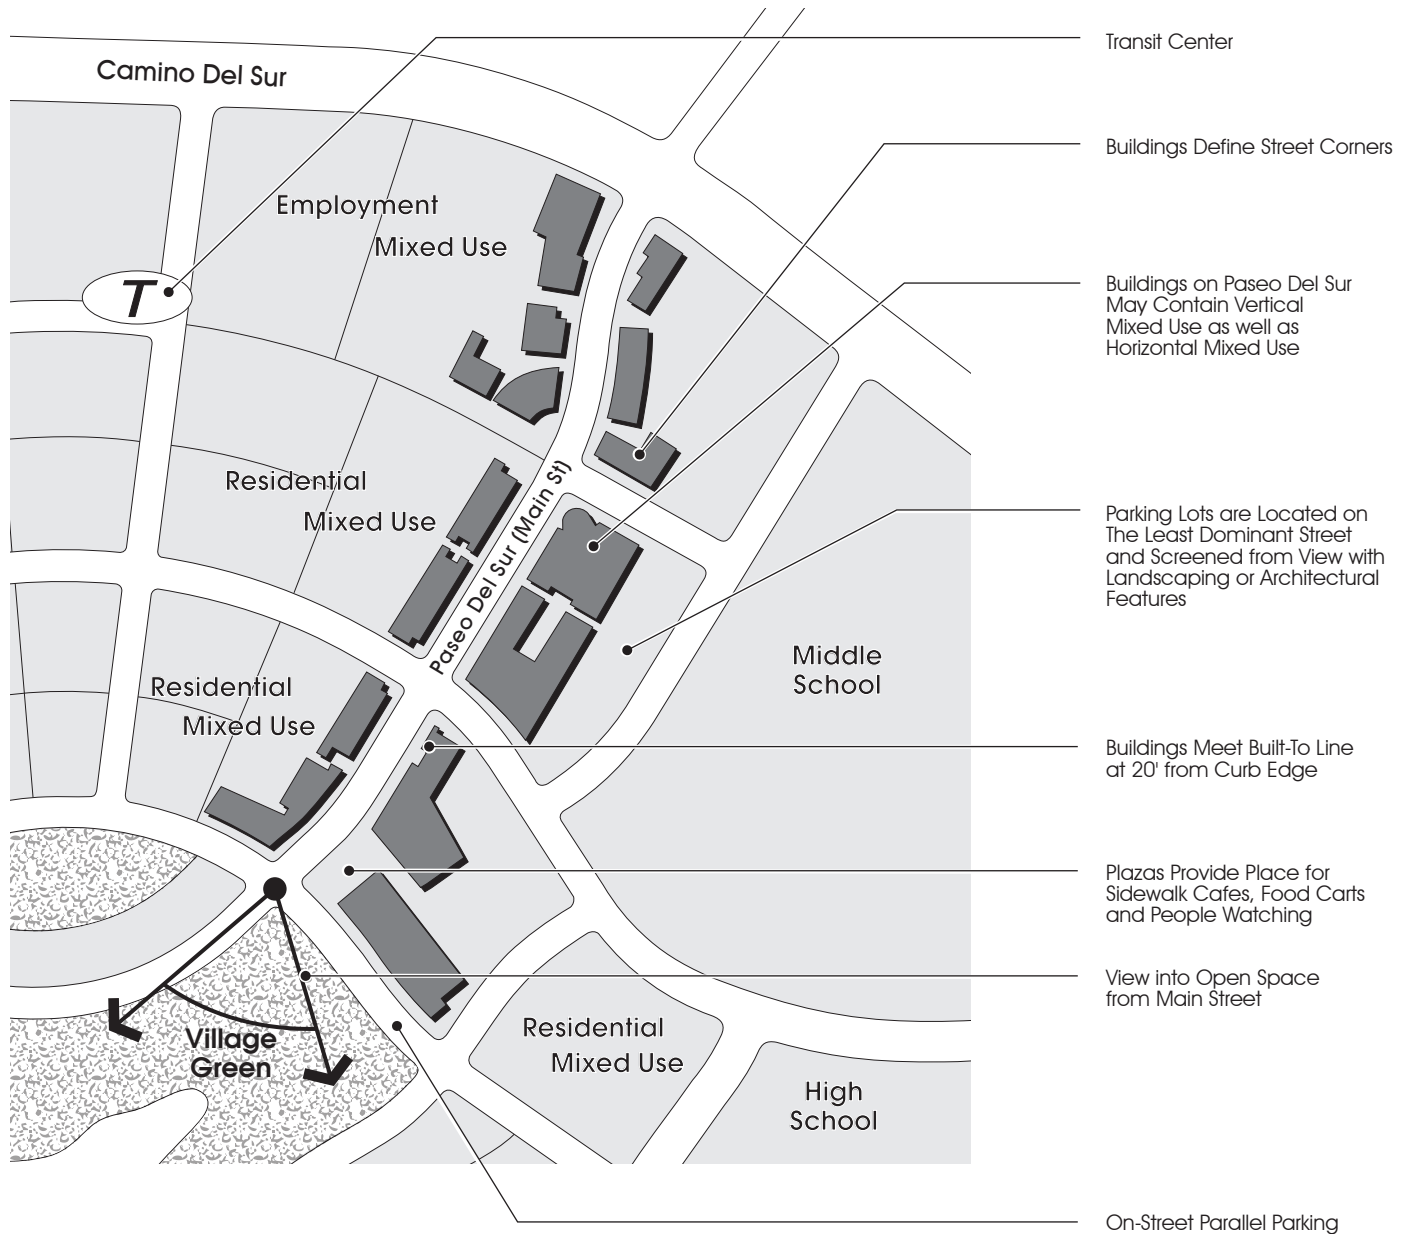 Transit Center
Camino Del Sur
Buildings Define Street Corners
Employment
Mixed Use
T
Buildings on Paseo Del Sur
May Contain Vertical
Mixed Use as well as
Horizontal Mixed Use
Residential
Mixed Use
Paseo Del Sur (Main St)
Parking Lots are Located on
The Least Dominant Street
and Screened from View with
Landscaping or Architectural
Features
Middle
School
Residential
Mixed Use
Buildings Meet Built-To Line
at 20' from Curb Edge
Plazas Provide Place for
Sidewalk Cafes, Food Carts
and People Watching
View into Open Space
from Main Street
Village
Green
Residential
Mixed Use
High
School
On-Street Parallel Parking